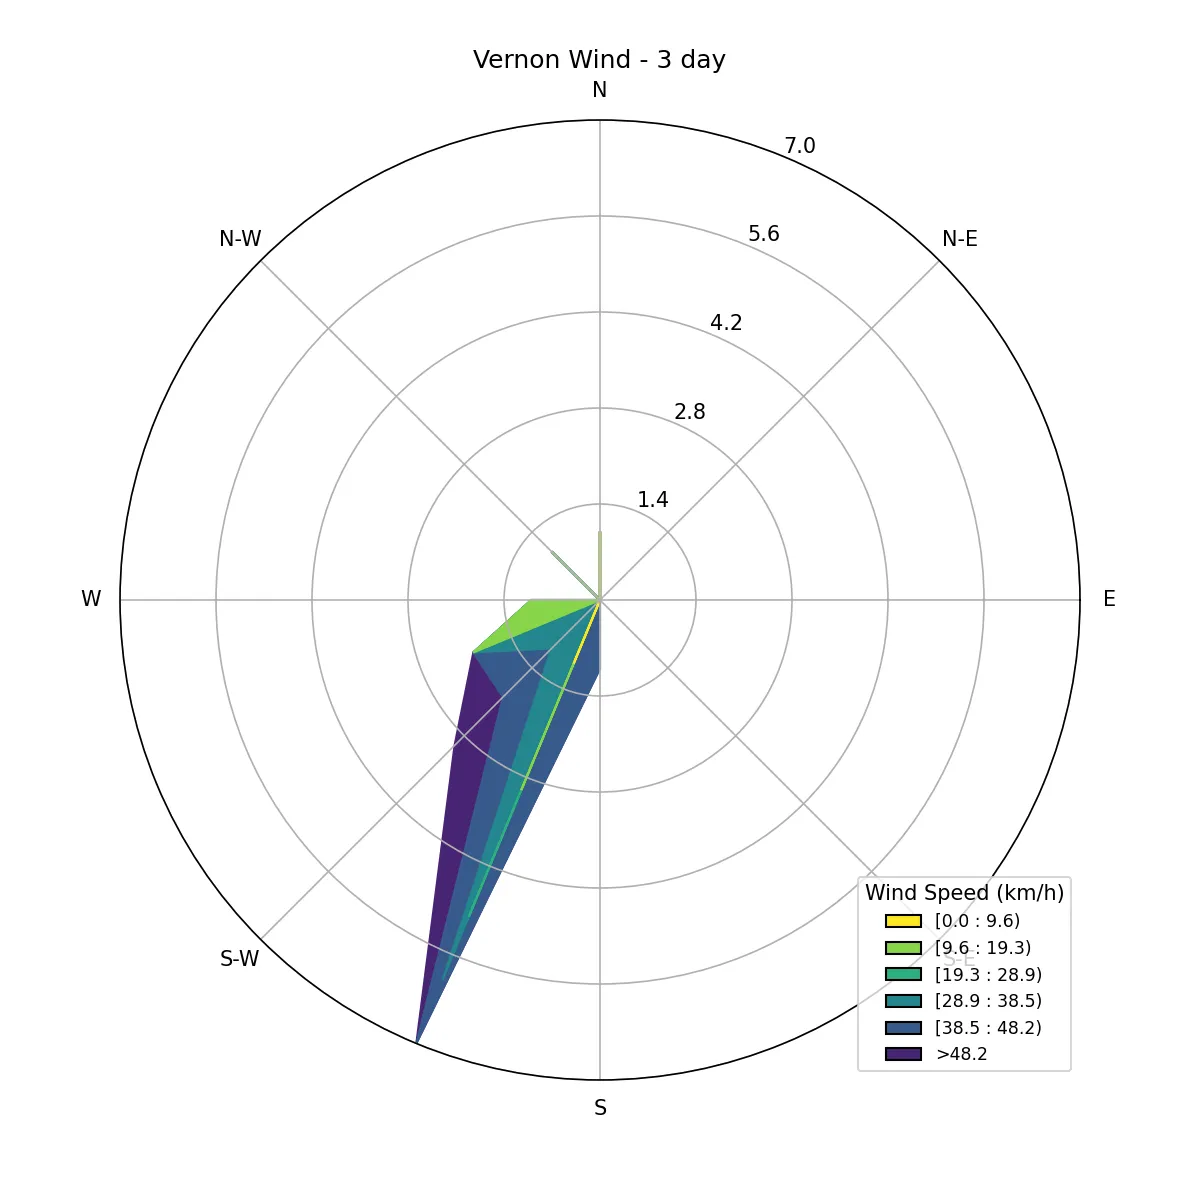 Vernon Wind - 3 day
N
7.0
5.6
N-W
N-E
4.2
2.8
1.4
W
E
Wind Speed (km/h)
[0.0 : 9.6)
[9.6 : 19.3)
S-W
S-E
[19.3 : 28.9)
[28.9 : 38.5)
[38.5 : 48.2)
>48.2
S